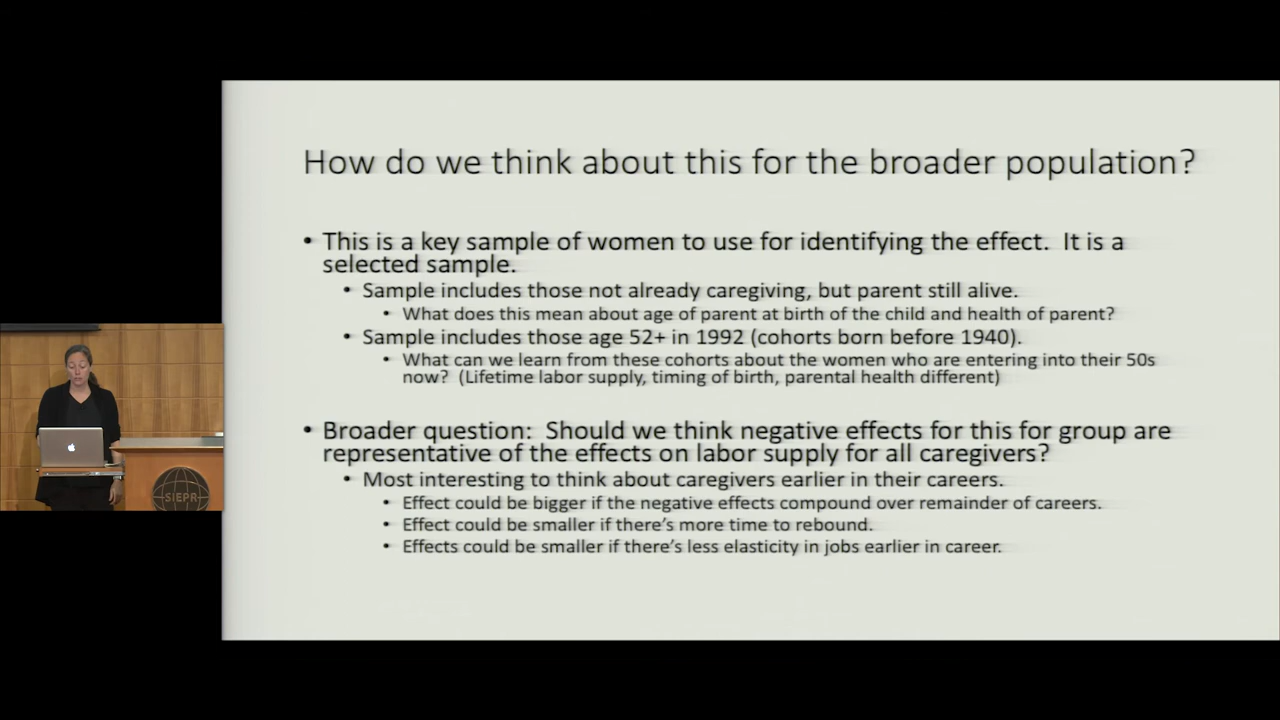 How do we think about this for the broader population?
• This is a key sample of women to use for identifying the effect. It is a
selected sample.
• Sample includes those not already caregiving, but parent still alive.
• What does this mean about age of parent at birth of the child and health of parent?
• Sample includes those age 52+ in 1992 (cohorts born before 1940).
• What can we learn from these cohorts about the women who are entering into their 50s
now? (Lifetime labor supply, timing of birth, parental health different)
• Broader question: Should we think negative effects for this for group are
representative of the effects on labor supply for all caregivers?
• Most interesting to think about caregivers earlier in their careers.
• Effect could be bigger if the negative effects compound over remainder of careers.
• Effect could be smaller if there's more time to rebound.
• Effects could be smaller if there's less elasticity in jobs earlier in career.
SIEPR